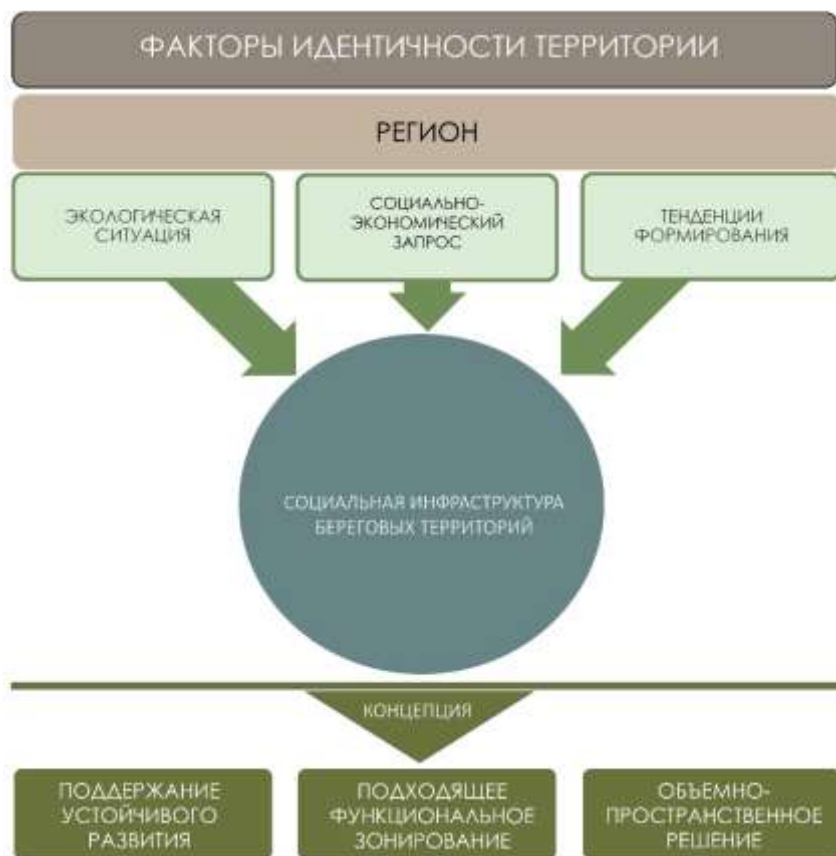 ФАКТОРЫ ИДЕНТИЧНОСТИ ТЕРРИТОРИИ
РЕГИОН
ЭКОЛОГИЧЕСКАЯ
СИТУАЦИЯ
СОЦИАЛЬНО-
ЭКОНОМИЧЕСКИЙ
ЗАПРОС
ТЕНДЕНЦИИ
ФОРМИРОВАНИЯ
СОЦИАЛЬНАЯ ИНФРАСТРУКТУРА
БЕРЕГОВЫХ ТЕРРИТОРИЙ
КОНЦЕПЦИЯ
ПОДДЕРЖАНИЕ
УСТОЙЧИВОГО
РАЗВИТИЯ
ПОДХОДЯЩЕЕ
ФУНКЦИОНАЛЬНОЕ
ЗОНИРОВАНИЕ
ОБЪЕМНО-
ПРОСТРАНСТВЕННОЕ
РЕШЕНИЕ